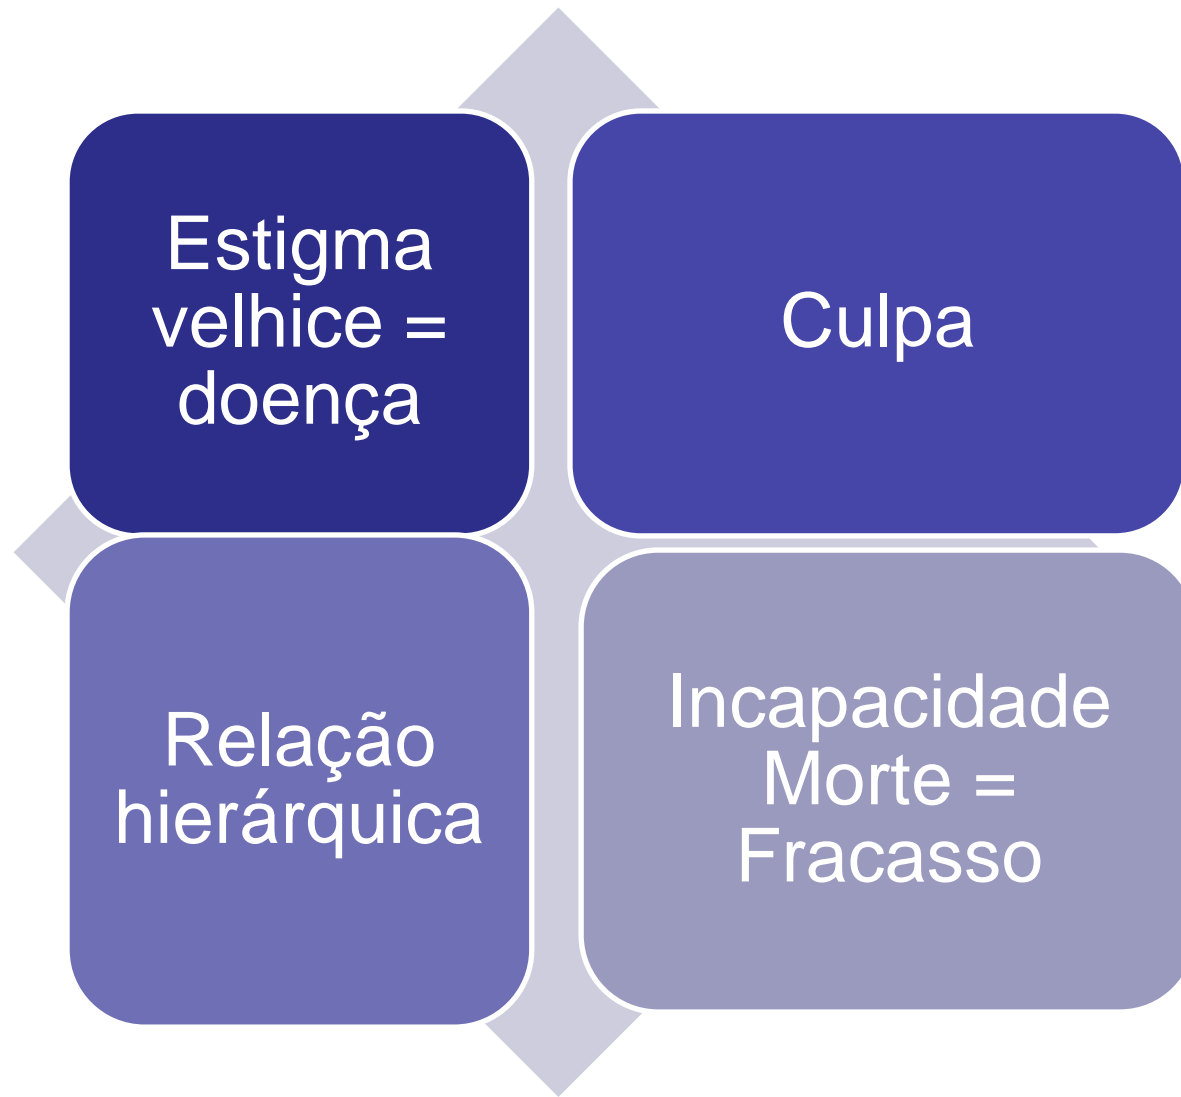 Estigma
velhice =
doença
Culpa
Relação
hierárquica
Incapacidade
Morte =
Fracasso